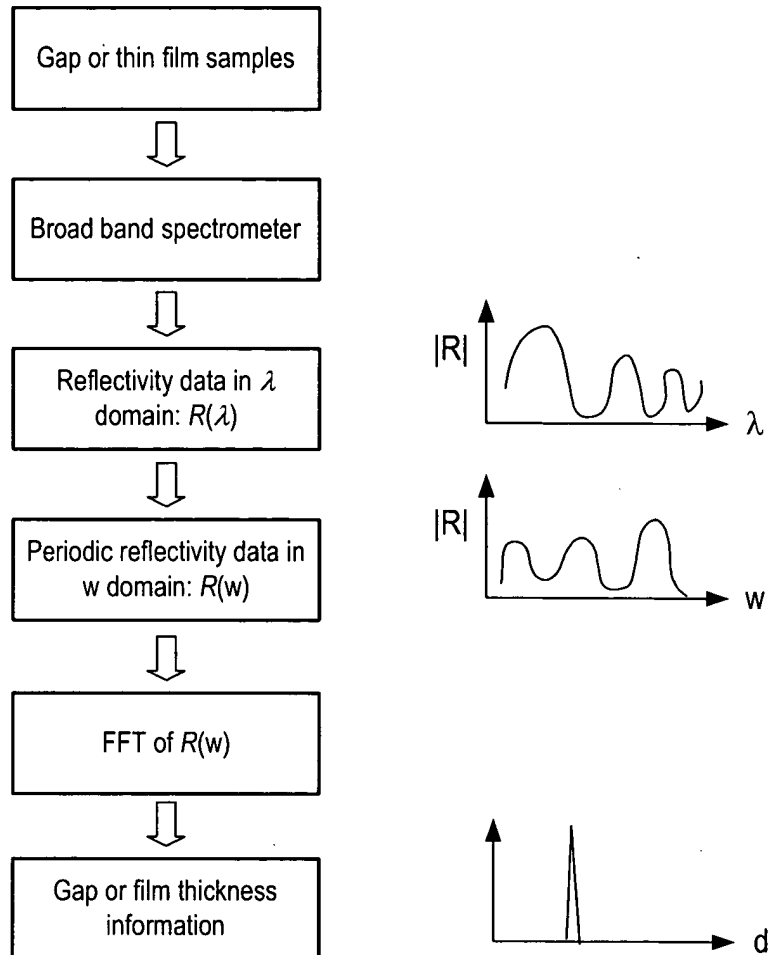 Gap or thin film samples
Broad band spectrometer
Reflectivity data in λ
domain: R(λ)
|R|
λ
Periodic reflectivity data in
w domain: R(w)
|R|
w
FFT of R(w)
Gap or film thickness
information
d